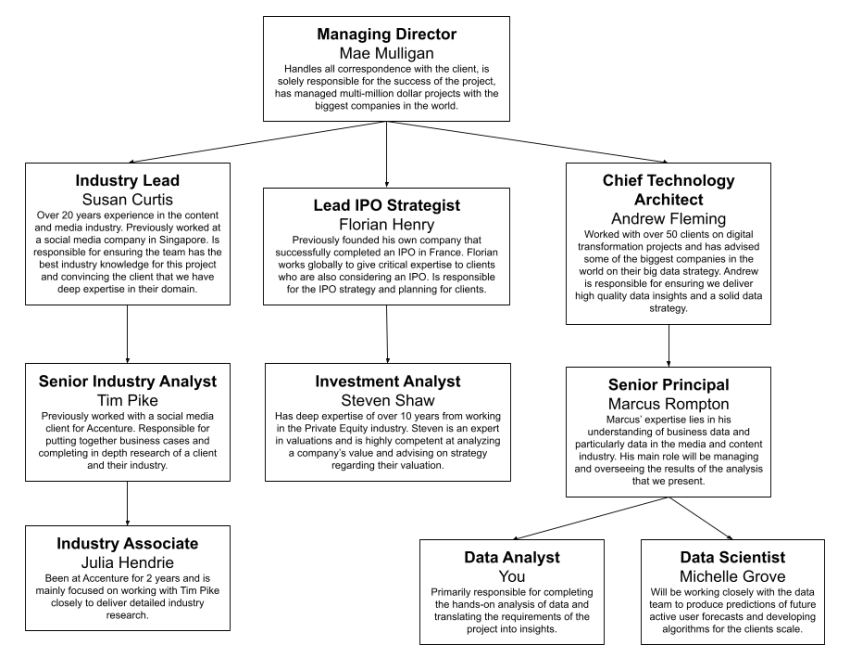 Managing Director
Mae Mulligan
Handles all correspondence with the client, is
solely responsible for the success of the project,
has managed multi-million dollar projects with the
biggest companies in the world.
Industry Lead
Susan Curtis
Over 20 years experience in the content
and media industry. Previously worked at
a social media company in Singapore. Is
responsible for ensuring the team has the
best industry knowledge for this project
and convincing the client that we have
deep expertise in their domain.
Lead IPO Strategist
Florian Henry
Previously founded his own company that
successfully completed an IPO in France. Florian
works globally to give critical expertise to clients
who are also considering an IPO. Is responsible
for the IPO strategy and planning for clients.
Chief Technology
Architect
Andrew Fleming
Worked with over 50 clients on digital
transformation projects and has advised
some of the biggest companies in the
world on their big data strategy. Andrew
is responsible for ensuring we deliver
high quality data insights and a solid data
strategy.
Senior Industry Analyst
Tim Pike
Previously worked with a social media
client for Accenture. Responsible for
putting together business cases and
completing in depth research of a client
and their industry.
Investment Analyst
Steven Shaw
Has deep expertise of over 10 years from working
in the Private Equity industry. Steven is an expert
in valuations and is highly competent at analyzing
a company's value and advising on strategy
regarding their valuation.
Senior Principal
Marcus Rompton
Marcus' expertise lies in his
understanding of business data and
particularly data in the media and content
industry. His main role will be managing
and overseeing the results of the analysis
that we present.
Industry Associate
Julia Hendrie
Been at Accenture for 2 years and is
mainly focused on working with Tim Pike
closely to deliver detailed industry
research.
Data Analyst
You
Primarily responsible for completing
the hands-on analysis of data and
translating the requirements of the
project into insights.
Data Scientist
Michelle Grove
Will be working closely with the data
team to produce predictions of future
active user forecasts and developing
algorithms for the clients scale.